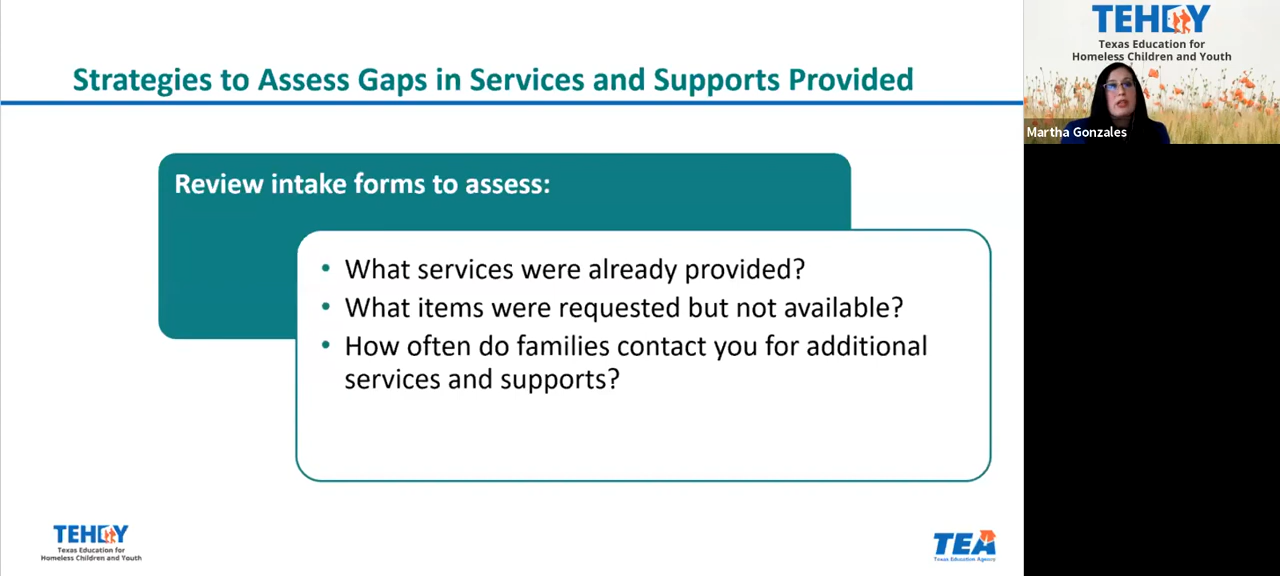 Strategies to Assess Gaps in Services and Supports Provided
Review intake forms to assess:
• What services were already provided?
• What items were requested but not available?
• How often do families contact you for additional
services and supports?
TEHCY
Texas Education for
Homeless Children and Youth
TEA
Texas Education Agency
TEHCY
Texas Education for
Homeless Children and Youth
Martha Gonzales